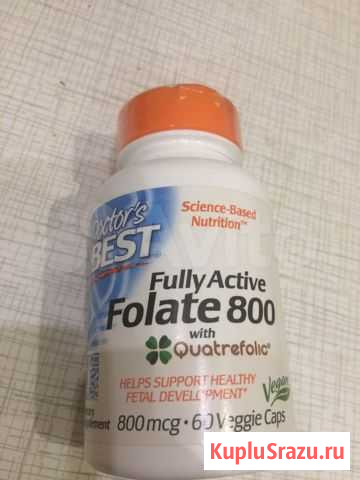 Doctor's
BEST
Science-Based
Nutrition™
Fully Active
Folate 800
with
Quatrefolic®
HELPS SUPPORT HEALTHY
FETAL DEVELOPMENT*
Vegan
800 mcg • 60 Veggie Caps
KupluSrazu.ru